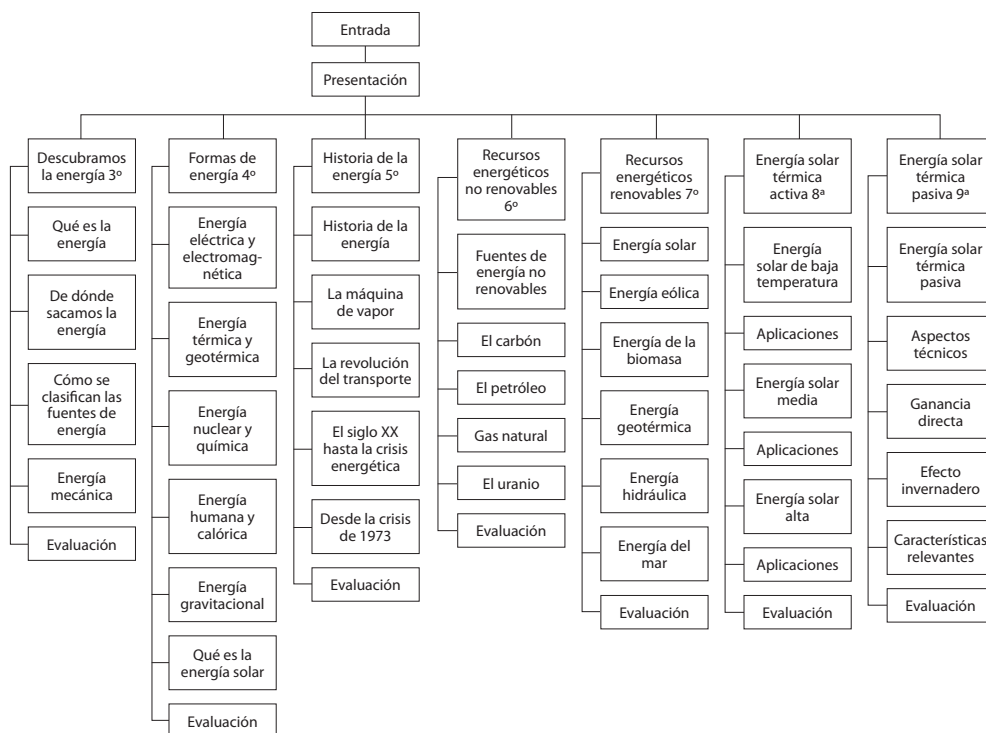 Entrada
Presentación
Descubramos
la energía 3º
Qué es la
energía
De dónde
sacamos la
energía
Cómo se
clasifican las
fuentes de
energía
Energía
mecánica
Evaluación
Formas de
energía 4º
Energía
eléctrica y
electromag-
nética
Energía
térmica y
geotérmica
Energía
nuclear y
química
Energía
humana y
calórica
Energía
gravitacional
Qué es la
energía solar
Evaluación
Historia de la
energía 5º
Historia de la
energía
La máquina
de vapor
La revolución
del transporte
El siglo XX
hasta la crisis
energética
Desde la crisis
de 1973
Evaluación
Recursos
energéticos
no renovables
6º
Fuentes de
energía no
renovables
El carbón
El petróleo
Gas natural
El uranio
Evaluación
Recursos
energéticos
renovables 7º
Energía solar
Energía eólica
Energía de la
biomasa
Energía
geotérmica
Energía
hidráulica
Energía del
mar
Evaluación
Energía solar
térmica
activa 8ª
Energía
solar de baja
temperatura
Aplicaciones
Energía solar
media
Aplicaciones
Energía solar
alta
Aplicaciones
Evaluación
Energía solar
térmica
pasiva 9ª
Energía solar
térmica
pasiva
Aspectos
técnicos
Ganancia
directa
Efecto
invernadero
Características
relevantes
Evaluación